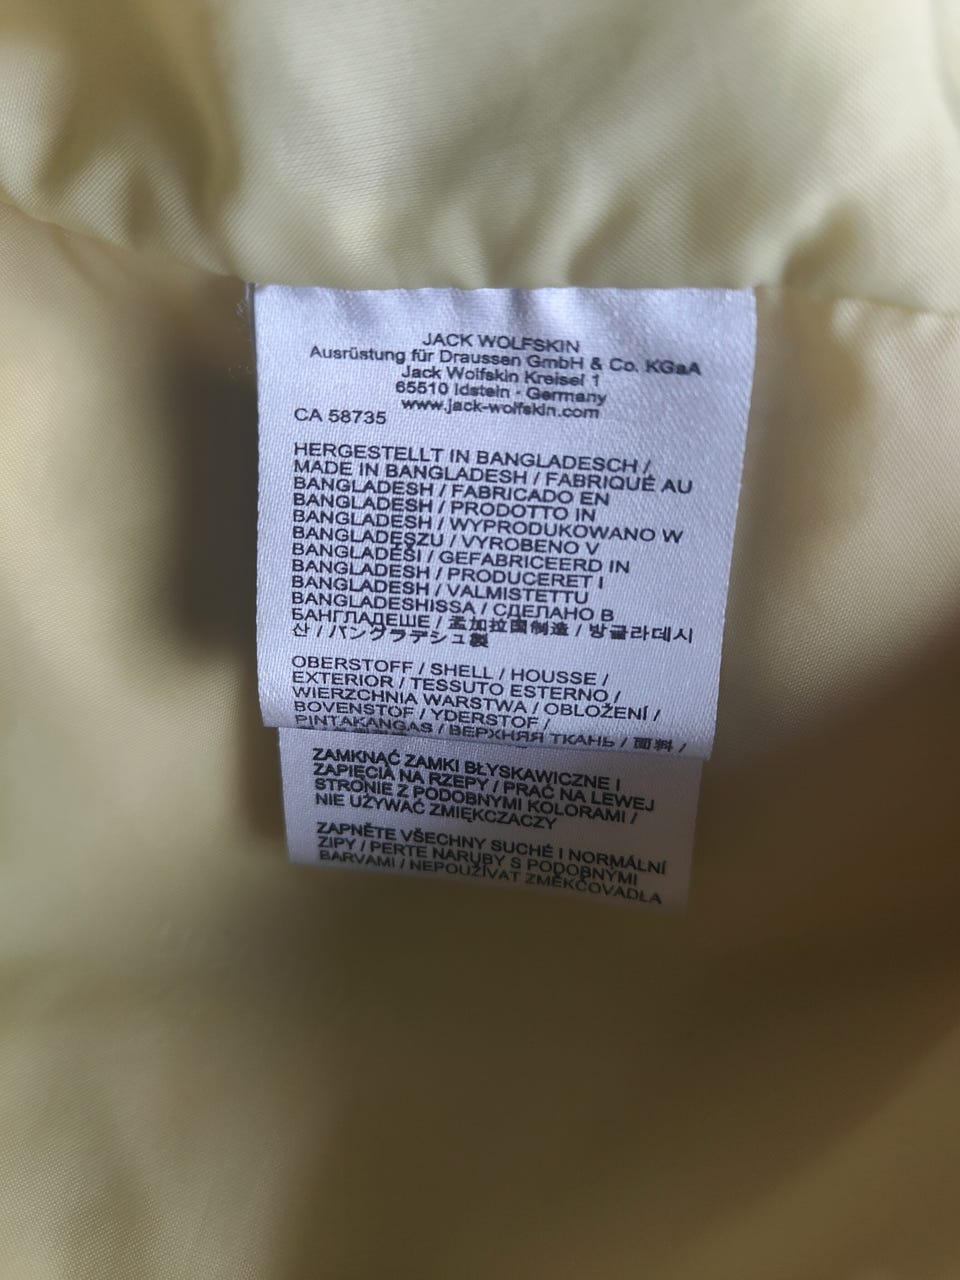 JACK WOLFSKIN
Ausrüstung für Draussen GmbH & Co. KGaA
Jack Wolfskin Kreisel 1
65510 Idstein - Germany
www.jack-wolfskin.com
CA 58735
HERGESTELLT IN BANGLADESCH /
MADE IN BANGLADESH / FABRIQUÉ AU
BANGLADESH / FABRICADO EN
BANGLADESH / PRODOTTO IN
BANGLADESH / WYPRODUKOWANO W
BANGLADESZU / VYROBENO V
BANGLADÉŠI / GEFABRICEERD IN
BANGLADESH / PRODUCERET I
BANGLADESH / VALMISTETTU
BANGLADESHISSA / СДЕЛАНО В
БАНГЛАДЕШЕ / 孟加拉国制造 / 방글라데시
산 / バングラデシュ製
OBERSTOFF / SHELL / HOUSSE /
EXTERIOR / TESSUTO ESTERNO /
WIERZCHNIA WARSTWA / OBLOŽENÍ /
BOVENSTOF / YDERSTOF /
PINTAKANGAS / ВЕРХНЯЯ ТКАНЬ / 面料 /
ZAMKNĄĆ ZAMKI BŁYSKAWICZNE I
ZAPIĘCIA NA RZEPY / PRAĆ NA LEWEJ
STRONIE Z PODOBNYMI KOLORAMI /
NIE UŻYWAĆ ZMIĘKCZACZY
ZAPNĚTE VŠECHNY SUCHÉ I NORMÁLNÍ
ZIPY / PERTE NARUBY S PODOBNÝMI
BARVAMI / NEPOUŽÍVAT ZMĚKČOVADLA